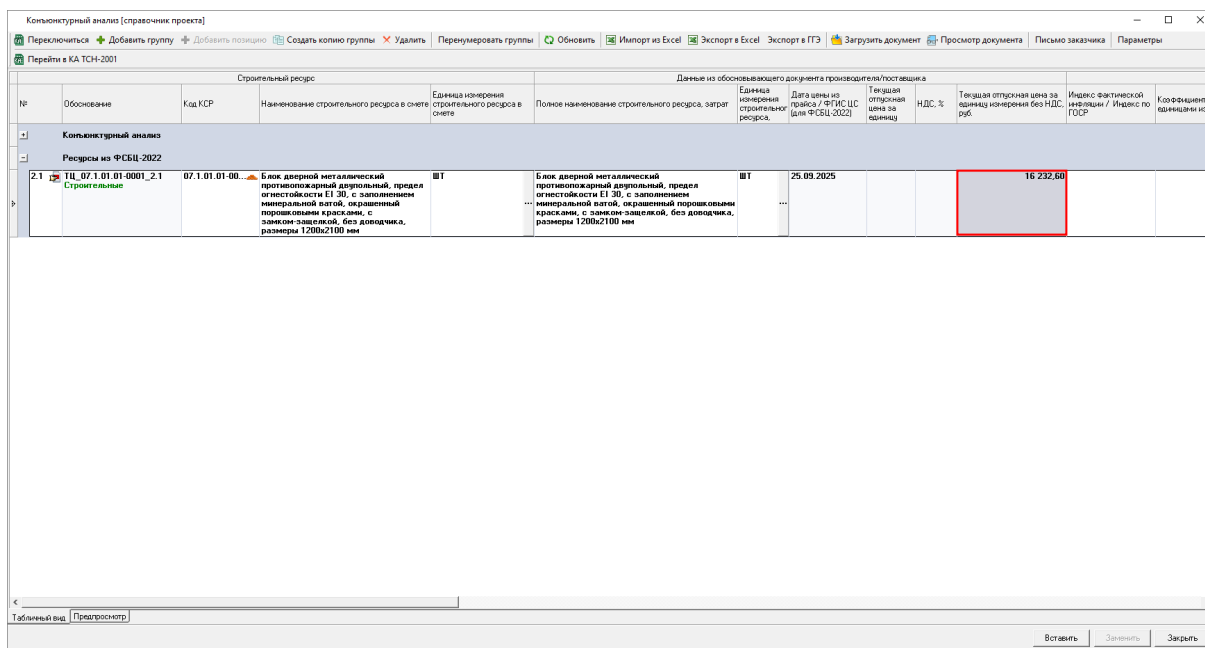 Конъюнктурный анализ [справочник проекта]
Переключиться Добавить группу Добавить позицию Создать копию группы Удалить Перенумеровать группы Обновить Импорт из Excel Экспорт в Excel Экспорт в ГГЭ Загрузить документ Просмотр документа Письмо заказчика Параметры
Перейти в КА ТСН-2001
Строительный ресурс Данные из обосновывающего документа производителя/поставщика
№ Обоснование Код КСР Наименование строительного ресурса в смете
Единица измерения
строительного ресурса в
смете
Полное наименование строительного ресурса, затрат
Единица
измерения
строительног
ресурса,
Дата цены из
прайса / ФГИС ЦС
(для ФСБЦ-2022)
Текущая
отпускная
цена за
единицу
НДС, %
Текущая отпускная цена за
единицу измерения без НДС,
руб.
Индекс фактической
инфляции / Индекс по
ГОСР
Коэффициент
единицами из
Конъюнктурный анализ
Ресурсы из ФСБЦ-2022
2.1 ТЦ_07.1.01.01-0001_2.1
Строительные
07.1.01.01-00...
Блок дверной металлический
противопожарный двупольный, предел
огнестойкости EI 30, с заполнением
минеральной ватой, окрашенный
порошковыми красками, с
замком-защелкой, без доводчика,
размеры 1200х2100 мм
ШТ
...
Блок дверной металлический
противопожарный двупольный, предел
огнестойкости EI 30, с заполнением
минеральной ватой, окрашенный порошковыми
красками, с замком-защелкой, без доводчика,
размеры 1200х2100 мм
ШТ
...
25.09.2025
16 232,60
Табличный вид Предпросмотр
Вставить Заменить Закрыть